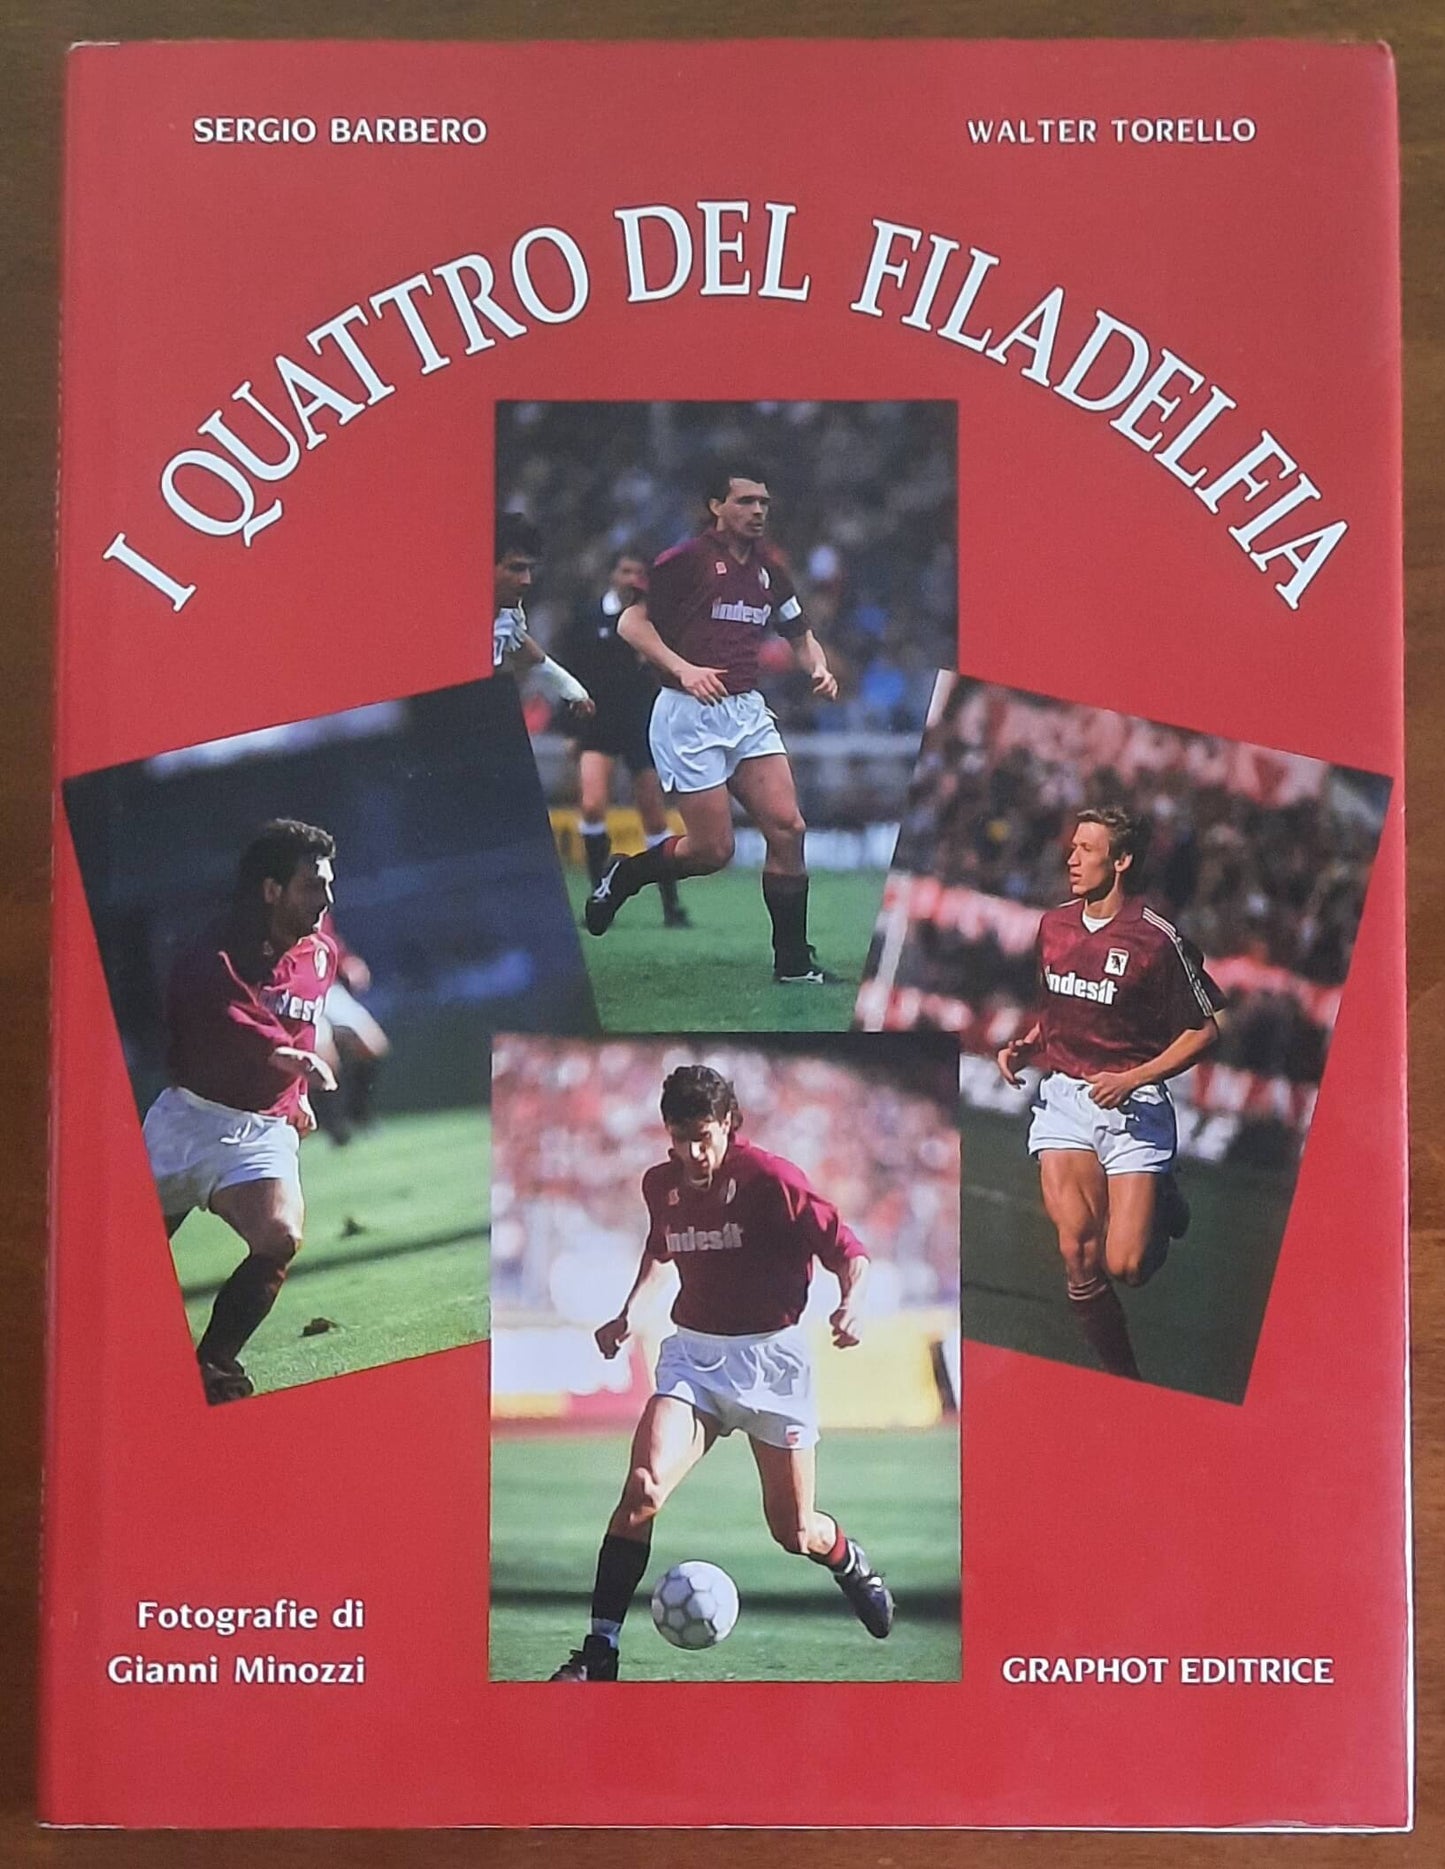 SERGIO BARBERO
WALTER TORELLO
I QUATTRO DEL FILADELFIA
indesit
indesit
indesit
Fotografie di
Gianni Minozzi
GRAPHOT EDITRICE